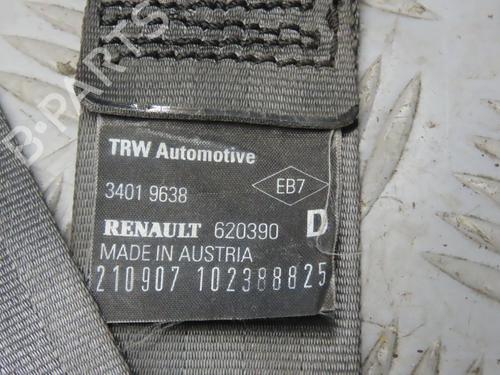 B-PARTS
TRW Automotive
3401 9638
EB7
RENAULT 620390 D
MADE IN AUSTRIA
210907 102388825